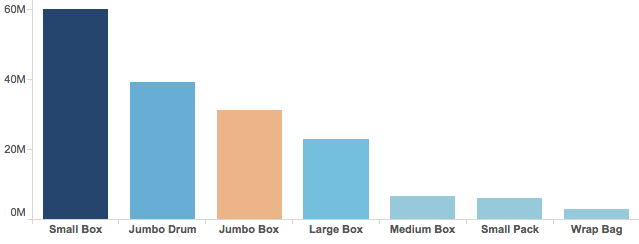 60M
40M
20M
0M
Small Box Jumbo Drum Jumbo Box Large Box Medium Box Small Pack Wrap Bag